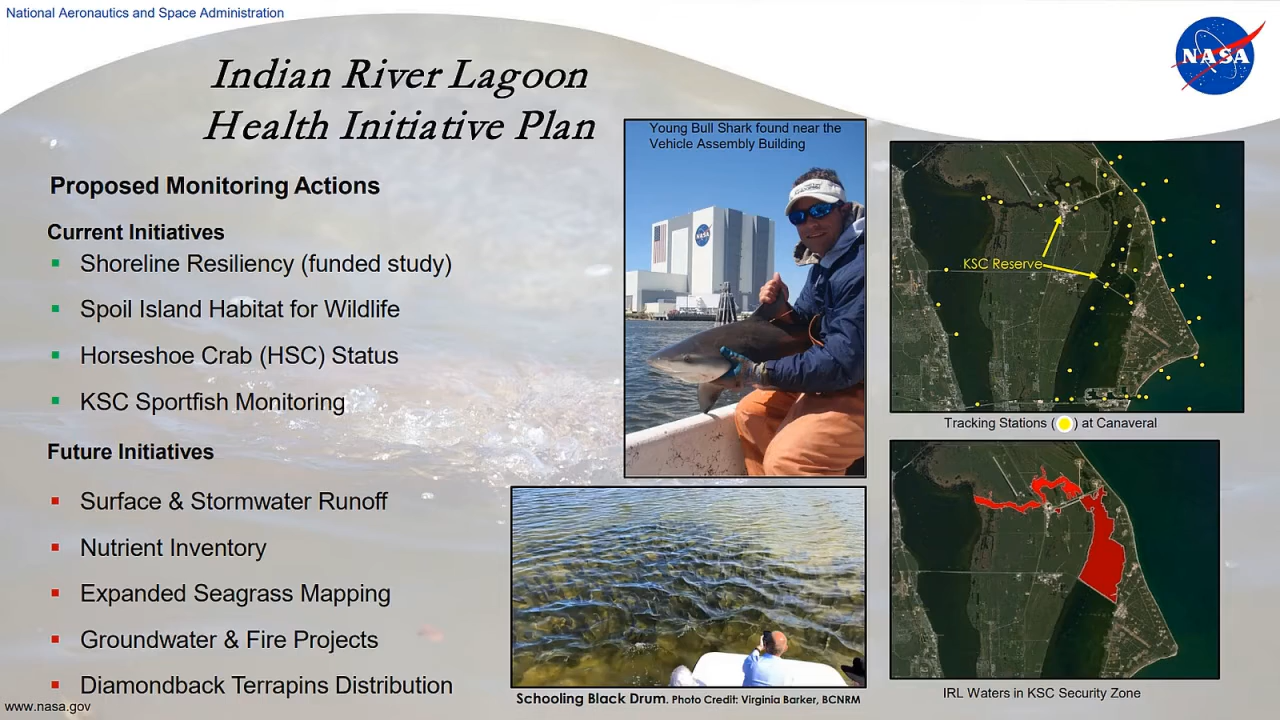 National Aeronautics and Space Administration
NASA
Indian River Lagoon
Health Initiative Plan
Proposed Monitoring Actions
Current Initiatives
▪ Shoreline Resiliency (funded study)
▪ Spoil Island Habitat for Wildlife
▪ Horseshoe Crab (HSC) Status
▪ KSC Sportfish Monitoring
Future Initiatives
▪ Surface & Stormwater Runoff
▪ Nutrient Inventory
▪ Expanded Seagrass Mapping
▪ Groundwater & Fire Projects
▪ Diamondback Terrapins Distribution
www.nasa.gov
Young Bull Shark found near the
Vehicle Assembly Building
NASA
Schooling Black Drum. Photo Credit: Virginia Barker, BCNRM
KSC Reserve
Tracking Stations ( ) at Canaveral
IRL Waters in KSC Security Zone